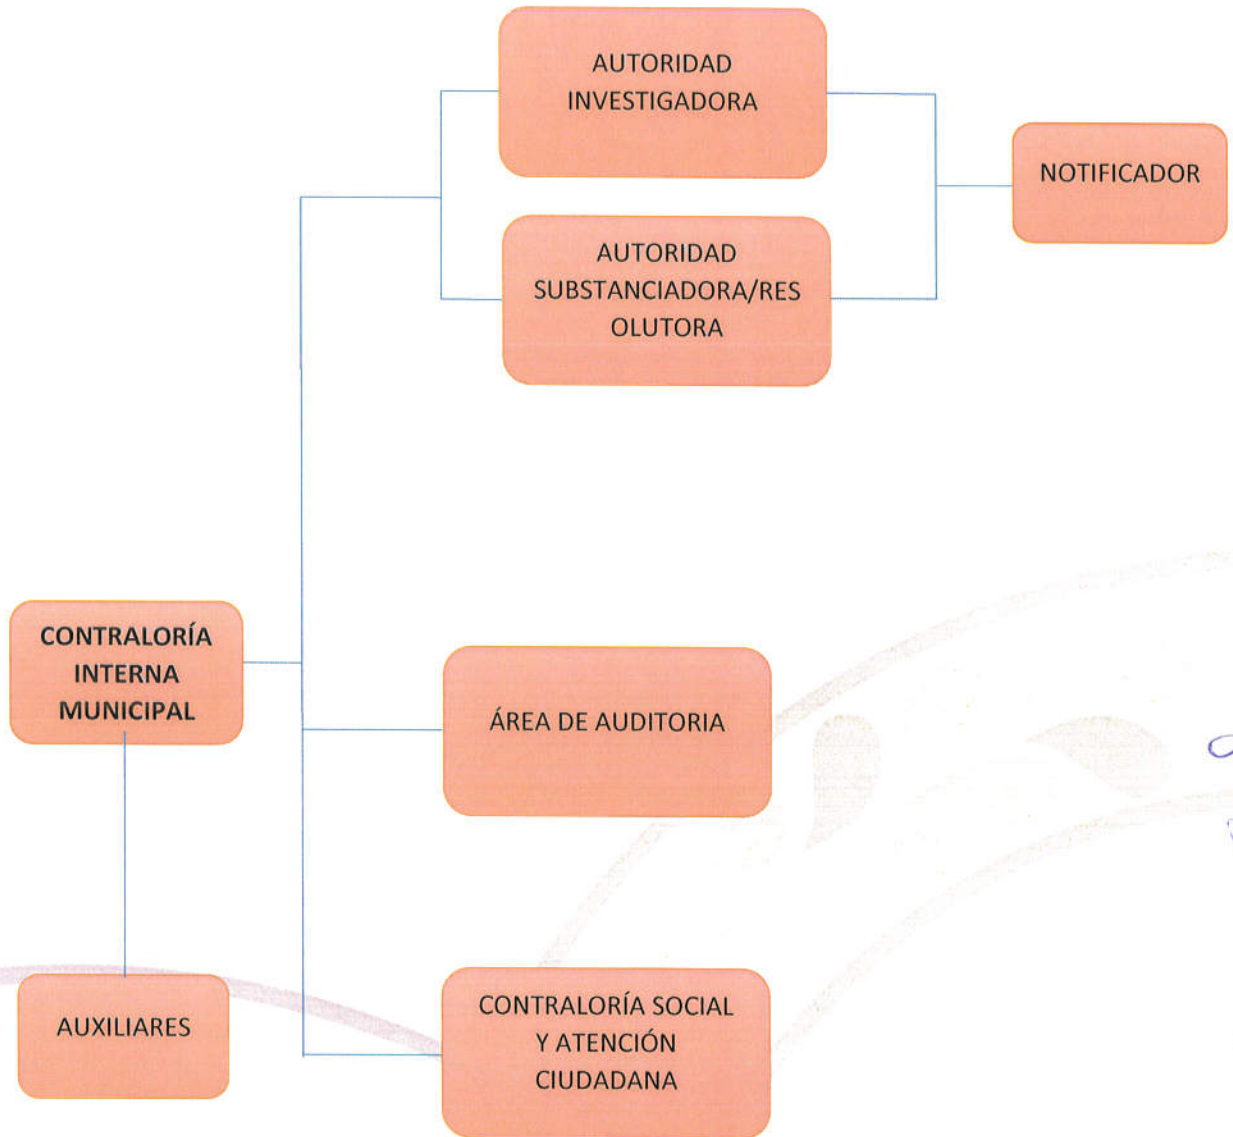 AUTORIDAD
INVESTIGADORA
NOTIFICADOR
AUTORIDAD
SUBSTANCIADORA/RES
OLUTORA
CONTRALORÍA
INTERNA
MUNICIPAL
ÁREA DE AUDITORIA
AUXILIARES
CONTRALORÍA SOCIAL
Y ATENCIÓN
CIUDADANA